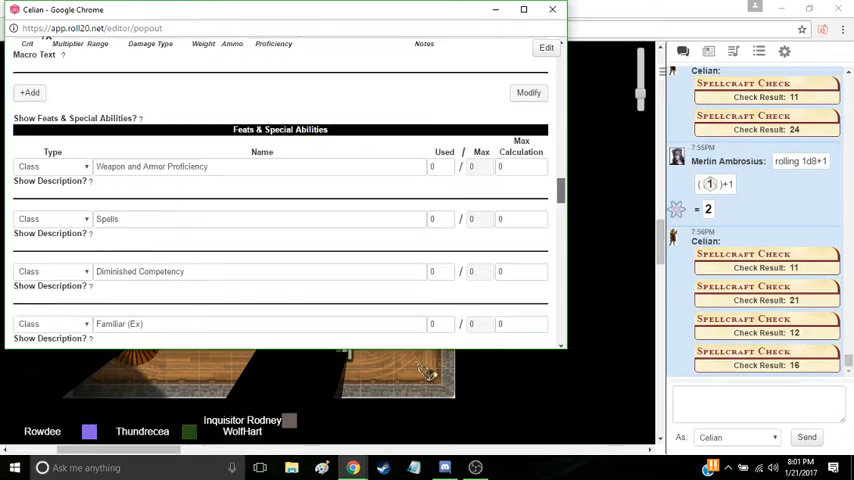 Celian - Google Chrome
https://app.roll20.net/editor/popout
Crit Multiplier Range Damage Type Weight Ammo Proficiency Notes
Edit
Macro Text
+Add
Modify
Show Feats & Special Abilities? ?
Feats & Special Abilities
Type Name Used / Max Max Calculation
Class Weapon and Armor Proficiency 0 / 0 0
Show Description? ?
Class Spells 0 / 0 0
Show Description? ?
Class Diminished Competency 0 / 0 0
Show Description? ?
Class Familiar (Ex) 0 / 0 0
Show Description? ?
Rowdee
Thundrecea
Inquisitor Rodney
WolfHart
Celian:
Spellcraft Check
Check Result: 11
Spellcraft Check
Check Result: 24
7:55PM
Merlin Ambrosius: rolling 1d8+1
(1)+1
= 2
7:56PM
Celian:
Spellcraft Check
Check Result: 11
Spellcraft Check
Check Result: 21
Spellcraft Check
Check Result: 12
Spellcraft Check
Check Result: 16
As: Celian
Send
Ask me anything
8:01 PM
1/21/2017